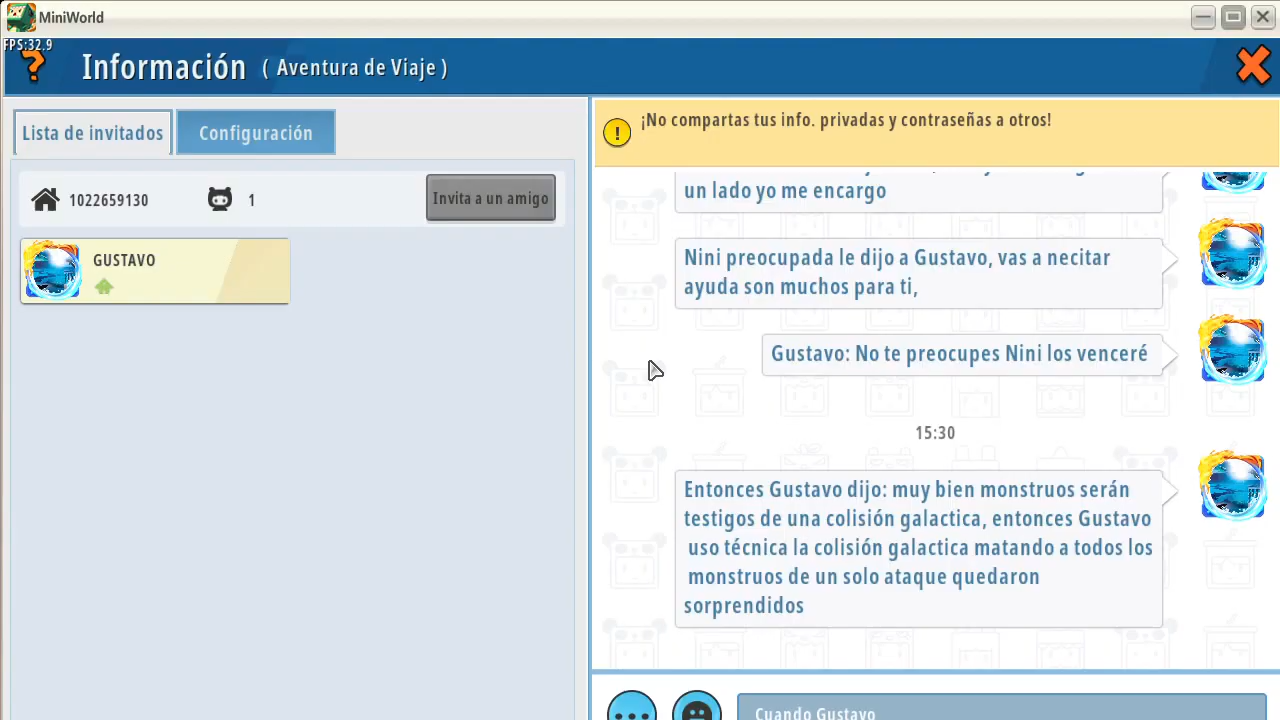 MiniWorld
FPS:32.9
Información ( Aventura de Viaje )
Lista de invitados
Configuración
1022659130
1
Invita a un amigo
GUSTAVO
¡No compartas tus info. privadas y contraseñas a otros!
un lado yo me encargo
Nini preocupada le dijo a Gustavo, vas a necitar
ayuda son muchos para ti,
Gustavo: No te preocupes Nini los venceré
15:30
Entonces Gustavo dijo: muy bien monstruos serán
testigos de una colisión galactica, entonces Gustavo
uso técnica la colisión galactica matando a todos los
monstruos de un solo ataque quedaron
sorprendidos
Cuando Gustavo